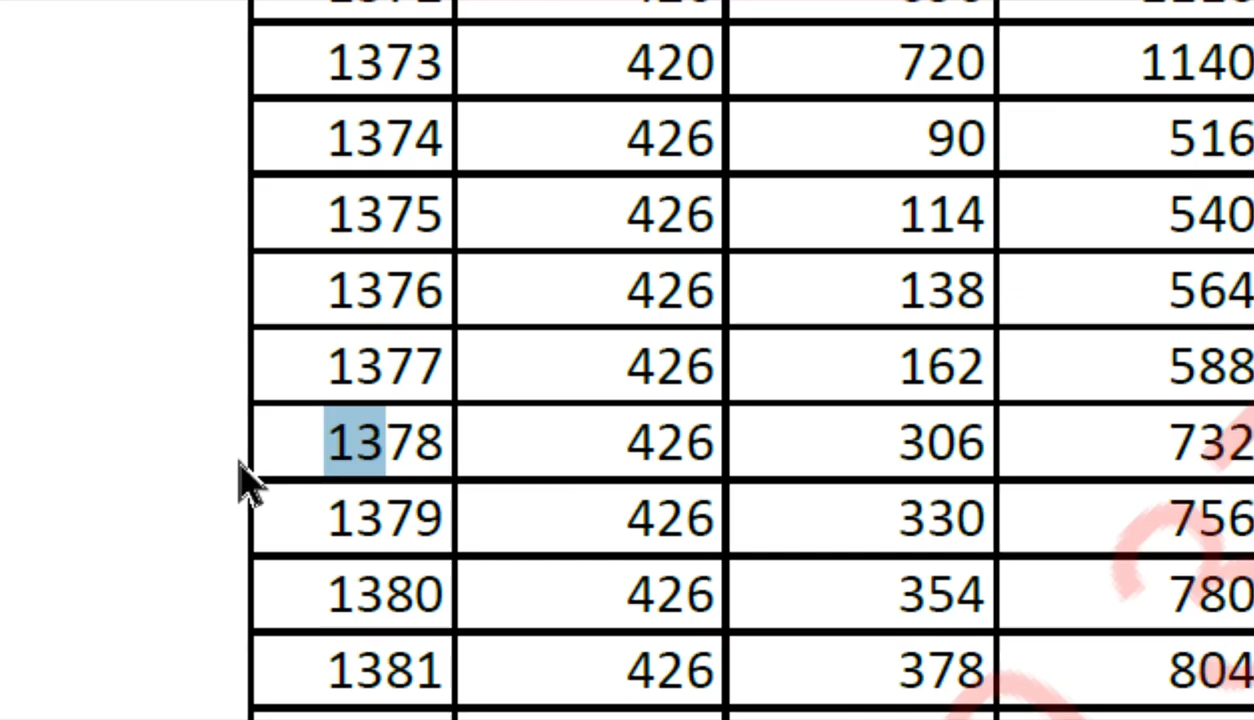 1373 420 720 1140
1374 426 90 516
1375 426 114 540
1376 426 138 564
1377 426 162 588
1378 426 306 732
1379 426 330 756
1380 426 354 780
1381 426 378 804